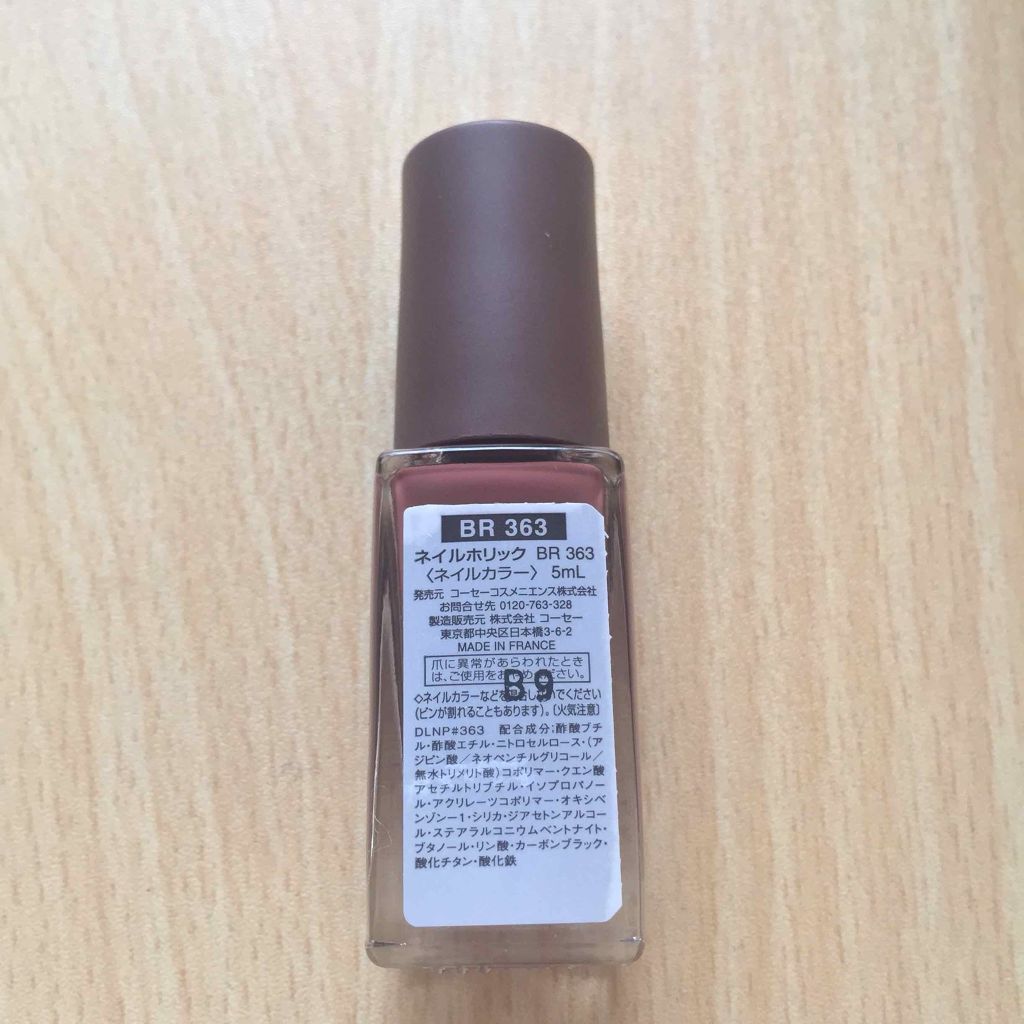 BR 363
ネイルホリック BR 363
〈ネイルカラー〉 5mL
発売元 コーセーコスメニエンス株式会社
お問合せ先 0120-763-328
製造販売元 株式会社 コーセー
東京都中央区日本橋3-6-2
MADE IN FRANCE
爪に異常があらわれたとき
は、ご使用をおやめください。
B9
◇ネイルカラーなどを混合しないでください
(ビンが割れることもあります)。〔火気注意〕
DLNP#363 配合成分:酢酸ブチ
ル・酢酸エチル・ニトロセルロース・(ア
ジピン酸/ネオペンチルグリコール/
無水トリメリト酸)コポリマー・クエン酸
アセチルトリブチル・イソプロパノー
ル・アクリレーツコポリマー・オキシベ
ンゾン-1・シリカ・ジアセトンアルコー
ル・ステアラルコニウムベントナイト・
ブタノール・リン酸・カーボンブラック・
酸化チタン・酸化鉄